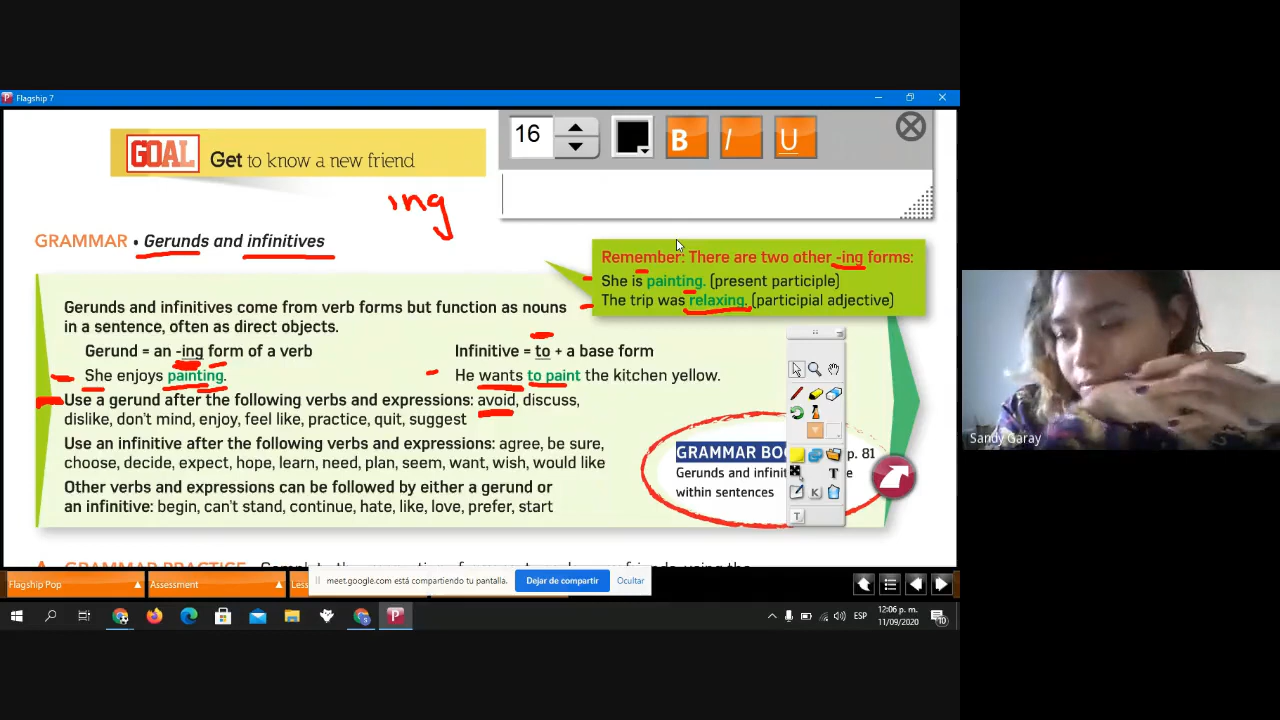 Flagship 7
16
B I U
GOAL Get to know a new friend
ing
GRAMMAR • Gerunds and infinitives
Remember: There are two other -ing forms:
She is painting. (present participle)
The trip was relaxing. (participial adjective)
Gerunds and infinitives come from verb forms but function as nouns
in a sentence, often as direct objects.
Gerund = an -ing form of a verb
Infinitive = to + a base form
She enjoys painting.
He wants to paint the kitchen yellow.
Use a gerund after the following verbs and expressions: avoid, discuss,
dislike, don't mind, enjoy, feel like, practice, quit, suggest
Use an infinitive after the following verbs and expressions: agree, be sure,
choose, decide, expect, hope, learn, need, plan, seem, want, wish, would like
Other verbs and expressions can be followed by either a gerund or
an infinitive: begin, can't stand, continue, hate, like, love, prefer, start
GRAMMAR BOO p. 81
Gerunds and infinit e
within sentences
T
K
T
Sandy Garay
A GRAMMAR PRACTICE
Flagship Pop
Assessment
Less
meet.google.com está compartiendo tu pantalla.
Dejar de compartir
Ocultar
ESP
12:06 p. m.
11/09/2020
10